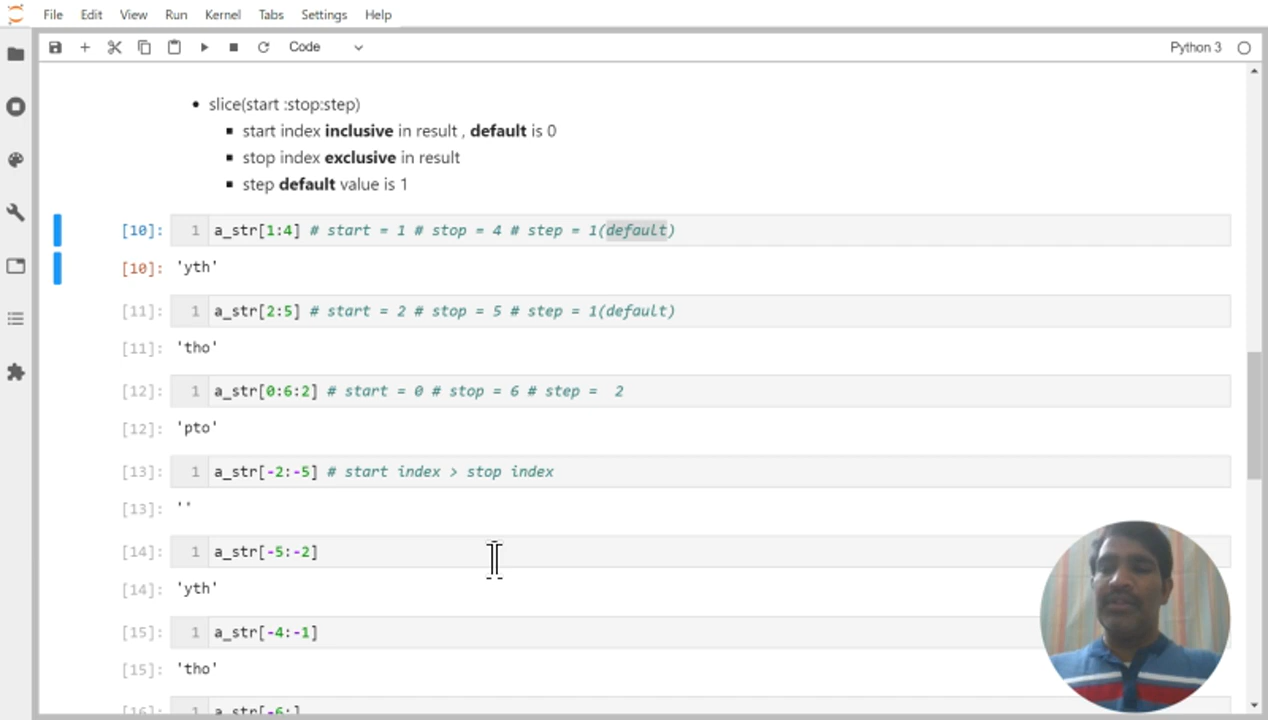 File Edit View Run Kernel Tabs Settings Help
Code
Python 3
• slice(start :stop:step)
▪ start index inclusive in result , default is 0
▪ stop index exclusive in result
▪ step default value is 1
[10]: 1 a_str[1:4] # start = 1 # stop = 4 # step = 1(default)
[10]: 'yth'
[11]: 1 a_str[2:5] # start = 2 # stop = 5 # step = 1(default)
[11]: 'tho'
[12]: 1 a_str[0:6:2] # start = 0 # stop = 6 # step =  2
[12]: 'pto'
[13]: 1 a_str[-2:-5] # start index > stop index
[13]: ''
[14]: 1 a_str[-5:-2]
[14]: 'yth'
[15]: 1 a_str[-4:-1]
[15]: 'tho'
[16]: 1 a_str[-6:]